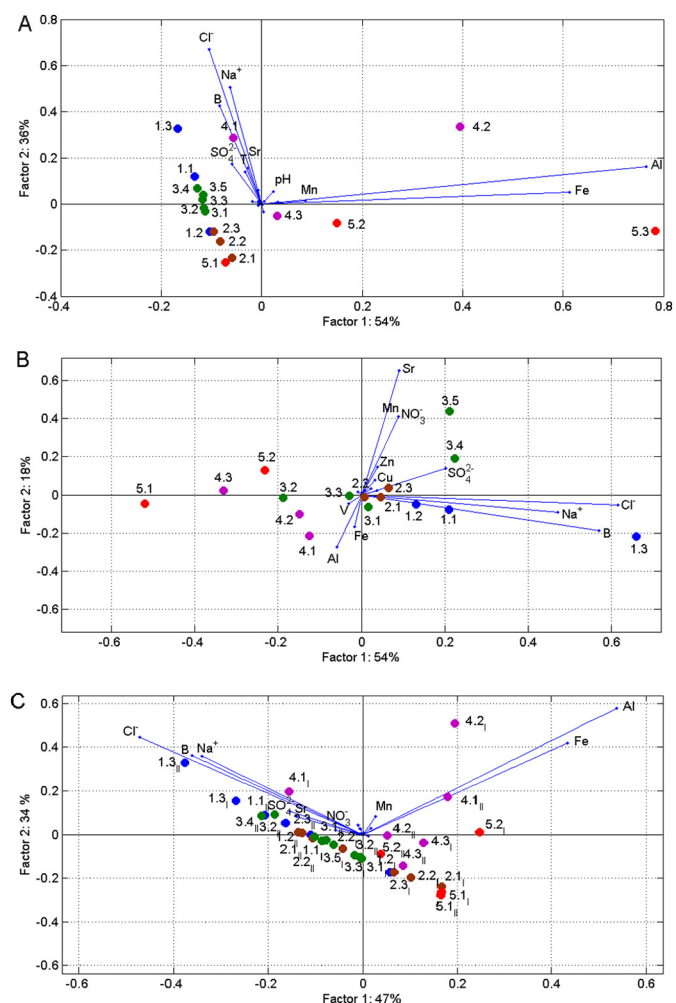 A
0.8
0.6
0.4
0.2
0
-0.2
-0.4
Factor 2: 36%
Cl⁻
Na⁺
B
1.3
4.1
4.2
SO₄²⁻
Sr
T
1.1
Al
3.4
3.5
pH
Mn
Fe
3.3
3.2
3.1
4.3
5.2
5.3
1.2
2.3
2.2
5.1
2.1
-0.4
-0.2
0
0.2
0.4
0.6
0.8
Factor 1: 54%
B
0.6
0.4
0.2
0
-0.2
-0.4
-0.6
Factor 2: 18%
Sr
Mn
NO₃⁻
3.5
5.2
Zn
3.4
SO₄²⁻
4.3
Cu
5.1
3.2
3.3
2.2
2.3
V
2.1
Cl⁻
Na⁺
4.2
3.1
1.2
1.1
B
4.1
Fe
1.3
Al
-0.6
-0.4
-0.2
0
0.2
0.4
0.6
Factor 1: 54%
C
0.6
0.4
0.2
0
-0.2
-0.4
-0.6
Factor 2: 34 %
Al
4.2I
Cl⁻
B
Na⁺
Fe
1.3II
4.1I
1.3I
4.1II
1.1II
SO₄²⁻
Sr
NO₃⁻
Mn
3.4II
3.2II
2.3II
3.1
4.2II
5.2I
1.2
2.1II
1.1I
2.2
3.2II
5.2II
4.3I
2.2II
3.5I
4.3II
3.3
3.1I
1.2I
2.3I
2.2I
2.1I
5.1I
5.1II
-0.6
-0.4
-0.2
0
0.2
0.4
0.6
Factor 1: 47%